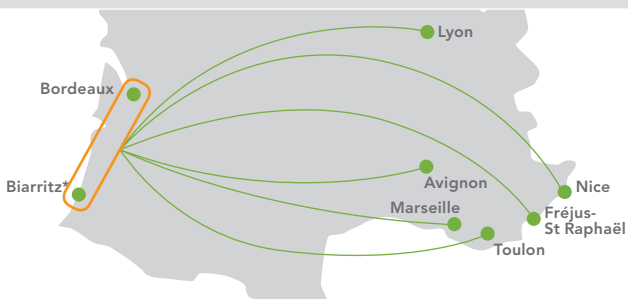 Lyon
Bordeaux
Biarritz*
Avignon
Nice
Marseille
Fréjus-
St Raphaël
Toulon